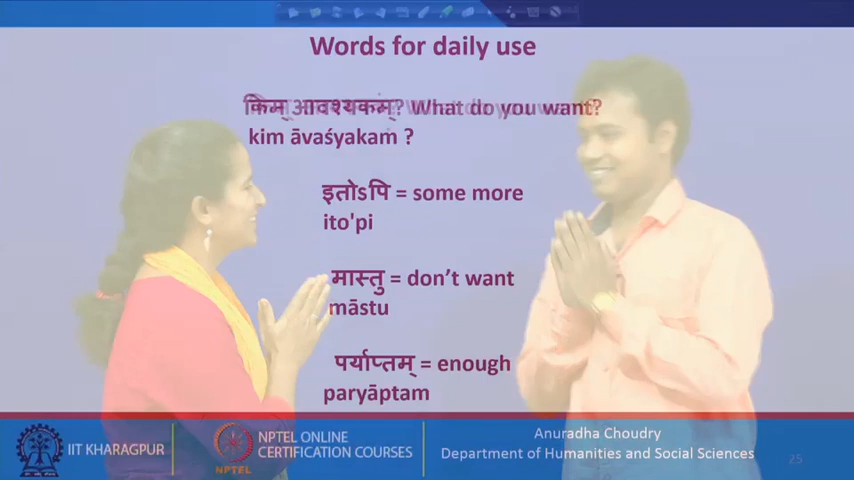 Words for daily use
किम् आवश्यकम्? What do you want?
kim āvaśyakaṁ ?
इतोऽपि = some more
ito'pi
मास्तु = don’t want
māstu
पर्याप्तम् = enough
paryāptam
IIT KHARAGPUR
NPTEL
NPTEL ONLINE
CERTIFICATION COURSES
Anuradha Choudry
Department of Humanities and Social Sciences
25